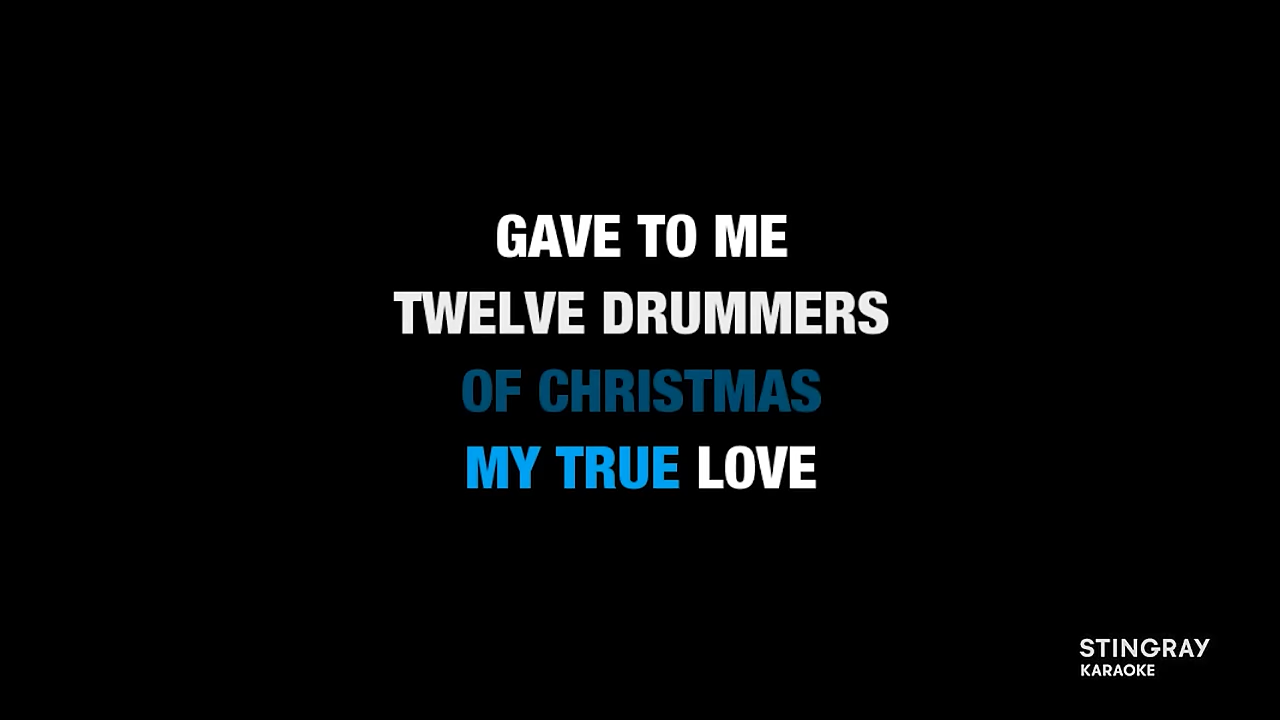 GAVE TO ME
TWELVE DRUMMERS
OF CHRISTMAS
MY TRUE LOVE
STINGRAY
KARAOKE